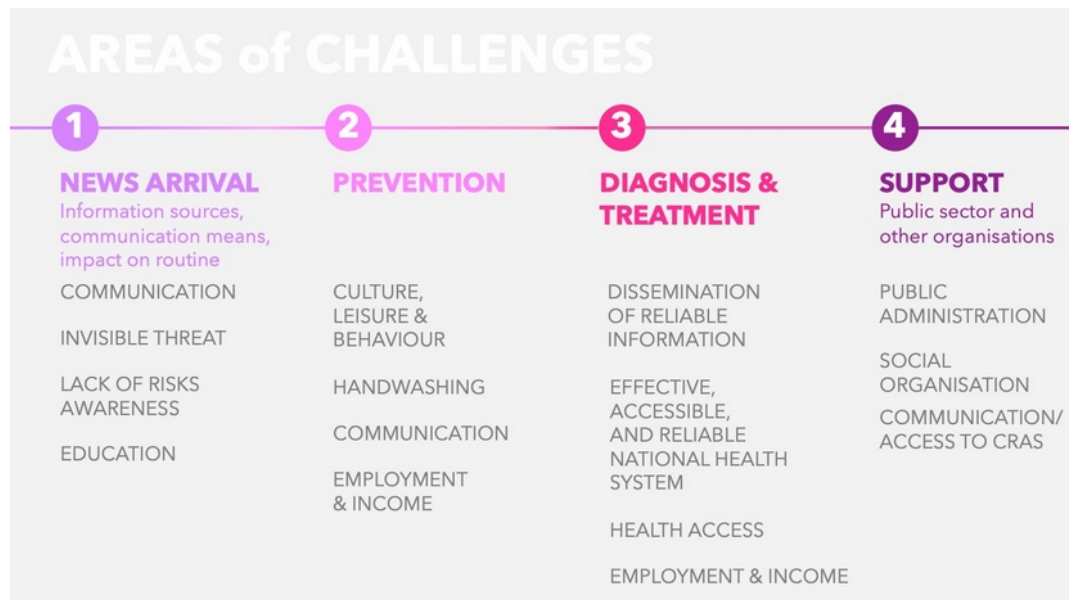 AREAS of CHALLENGES
1
NEWS ARRIVAL
Information sources,
communication means,
impact on routine
COMMUNICATION
INVISIBLE THREAT
LACK OF RISKS
AWARENESS
EDUCATION
2
PREVENTION
CULTURE,
LEISURE &
BEHAVIOUR
HANDWASHING
COMMUNICATION
EMPLOYMENT
& INCOME
3
DIAGNOSIS &
TREATMENT
DISSEMINATION
OF RELIABLE
INFORMATION
EFFECTIVE,
ACCESSIBLE,
AND RELIABLE
NATIONAL HEALTH
SYSTEM
HEALTH ACCESS
EMPLOYMENT & INCOME
4
SUPPORT
Public sector and
other organisations
PUBLIC
ADMINISTRATION
SOCIAL
ORGANISATION
COMMUNICATION/
ACCESS TO CRAS